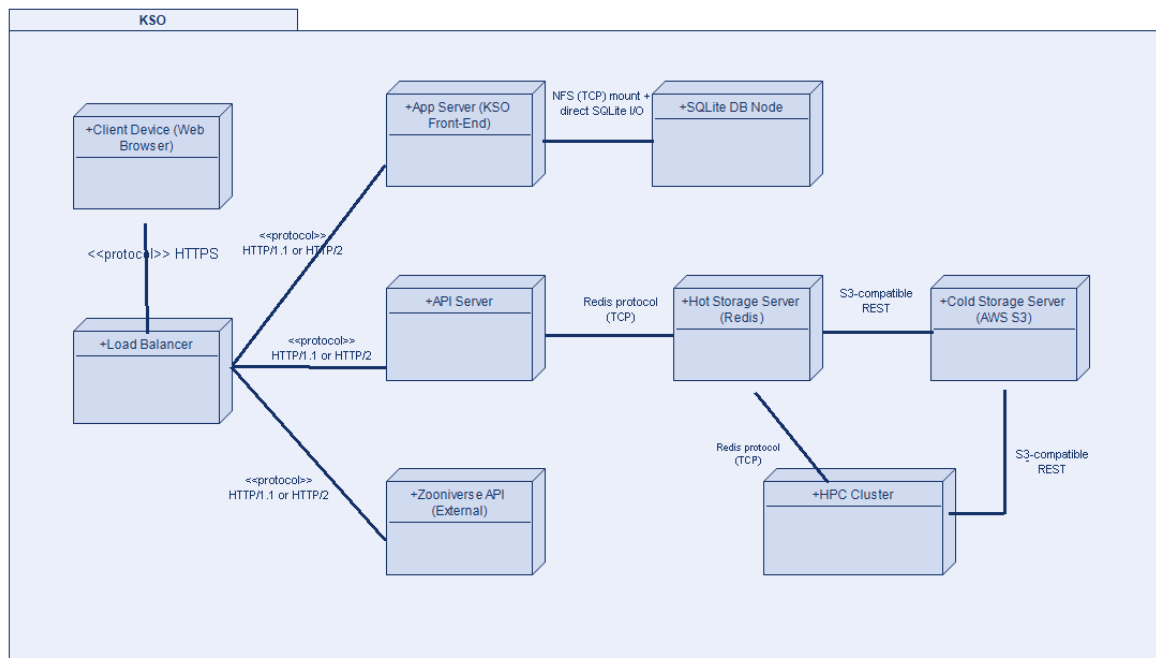 KSO
+Client Device (Web
Browser)
<<protocol>> HTTPS
+Load Balancer
+App Server (KSO
Front-End)
NFS (TCP) mount +
direct SQLite I/O
+SQLite DB Node
<<protocol>>
HTTP/1.1 or HTTP/2
+API Server
<<protocol>>
HTTP/1.1 or HTTP/2
Redis protocol
(TCP)
+Hot Storage Server
(Redis)
S3-compatible
REST
+Cold Storage Server
(AWS S3)
<<protocol>>
HTTP/1.1 or HTTP/2
+Zooniverse API
(External)
Redis protocol
(TCP)
+HPC Cluster
S3-compatible
REST